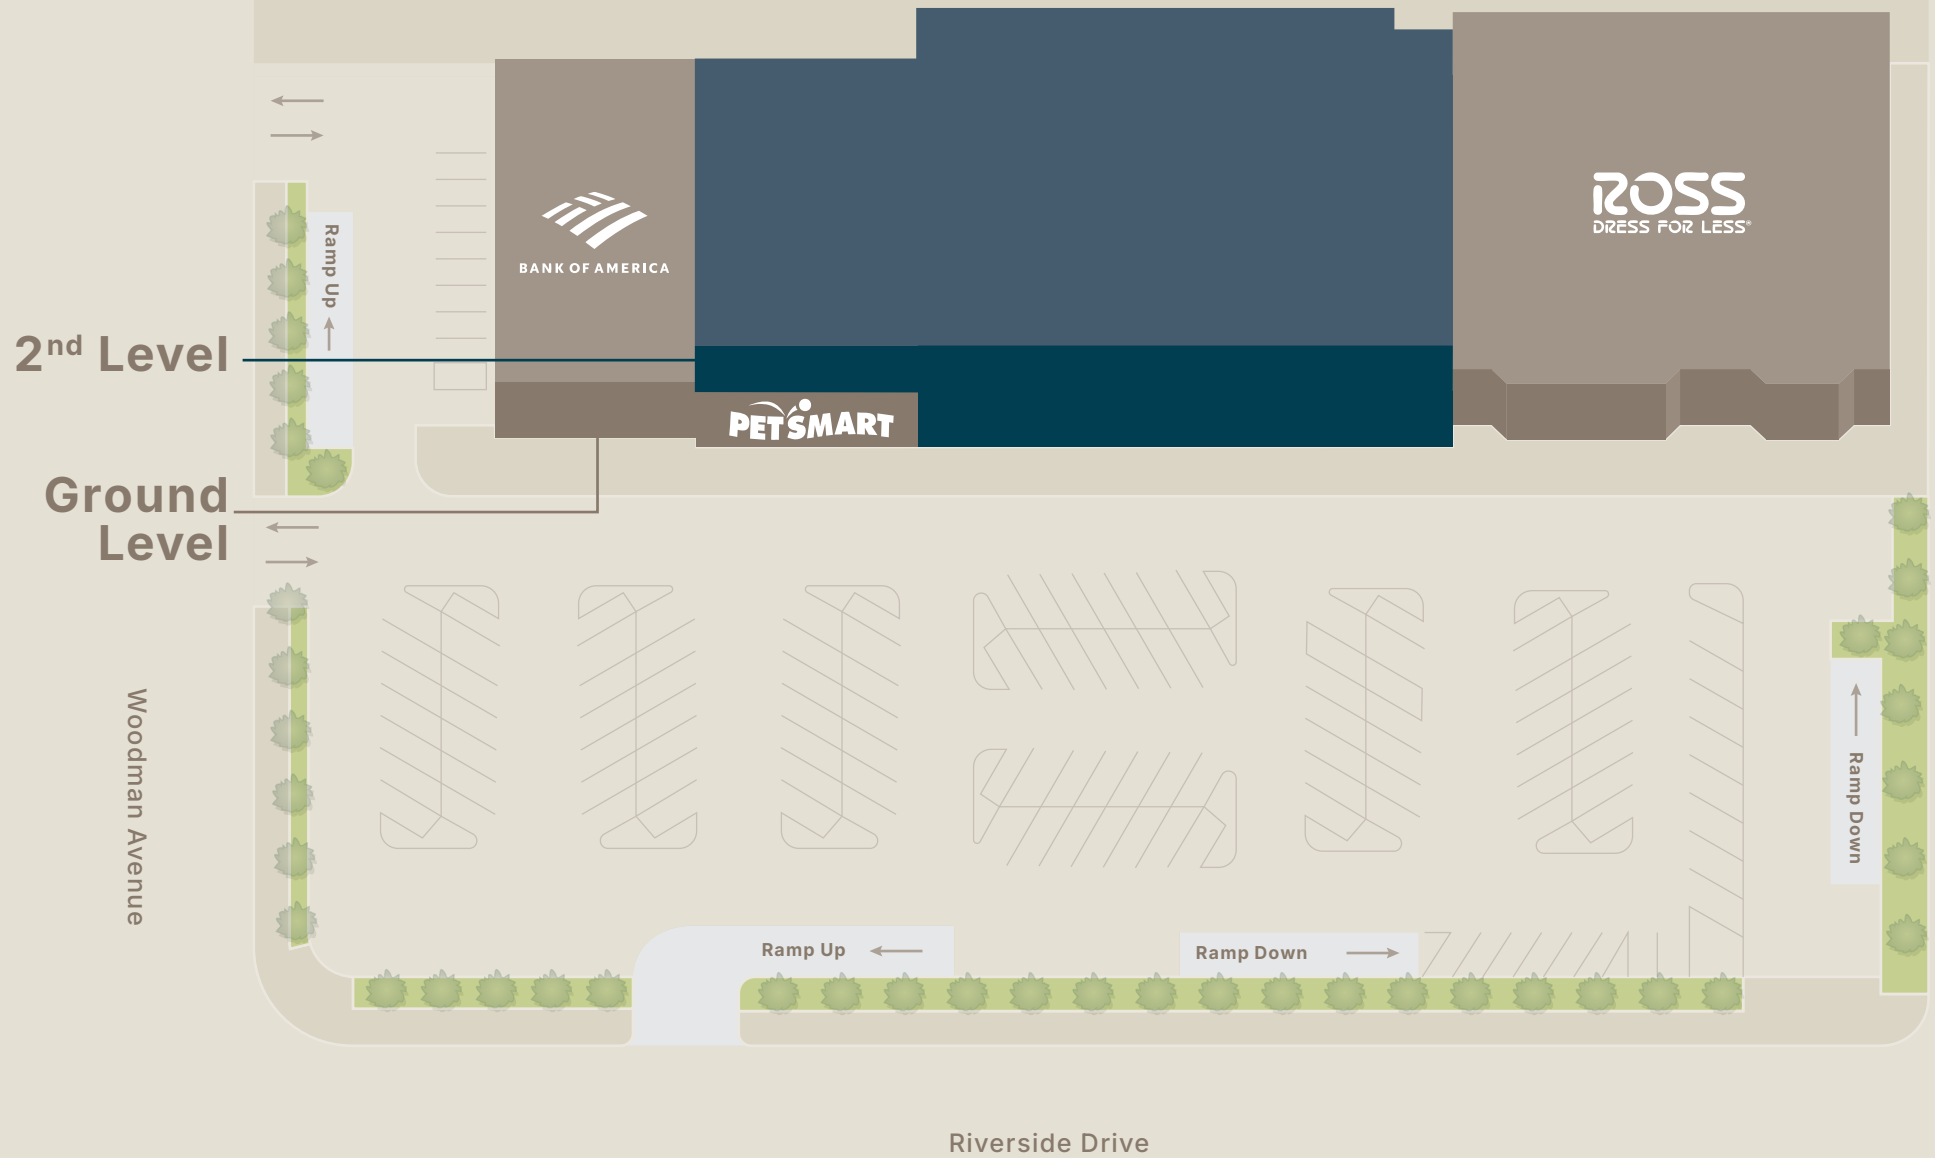 ROSS
DRESS FOR LESS®
BANK OF AMERICA
Ramp Up
2nd Level
PETSMART
Ground
Level
Woodman Avenue
Ramp Down
Ramp Up
Ramp Down
Riverside Drive